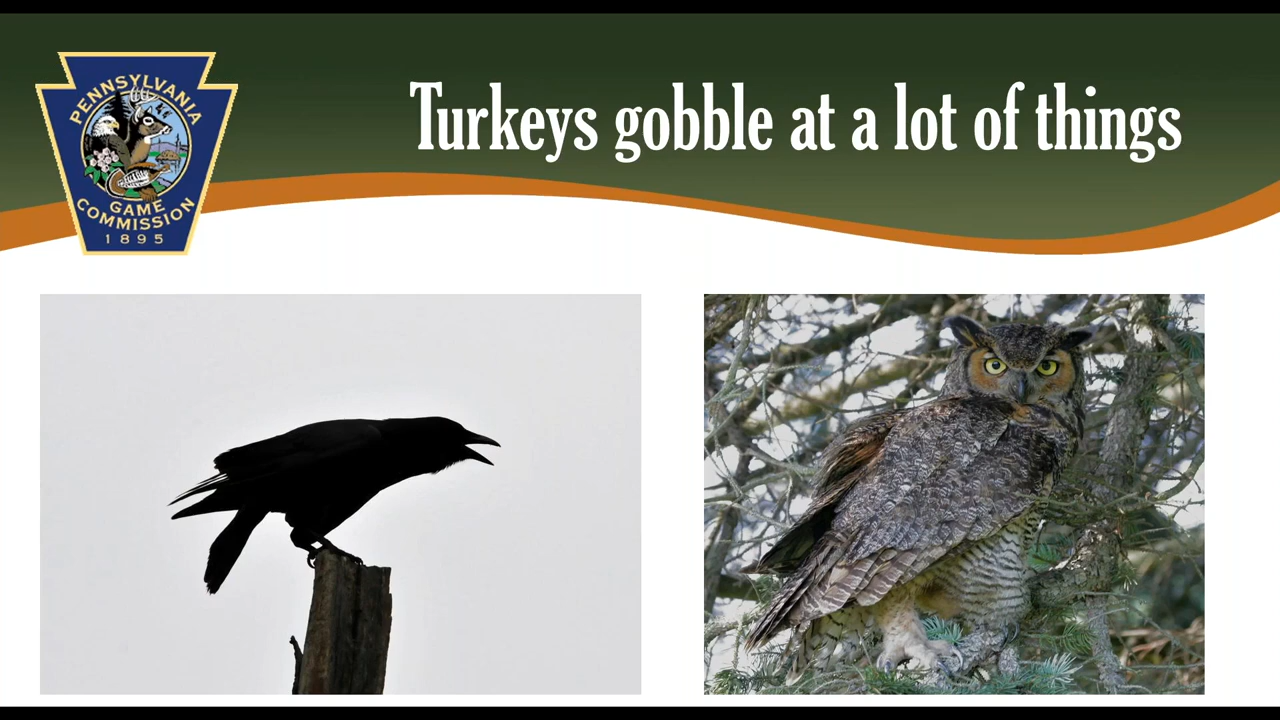 Turkeys gobble at a lot of things
PENNSYLVANIA
GAME
COMMISSION
1895